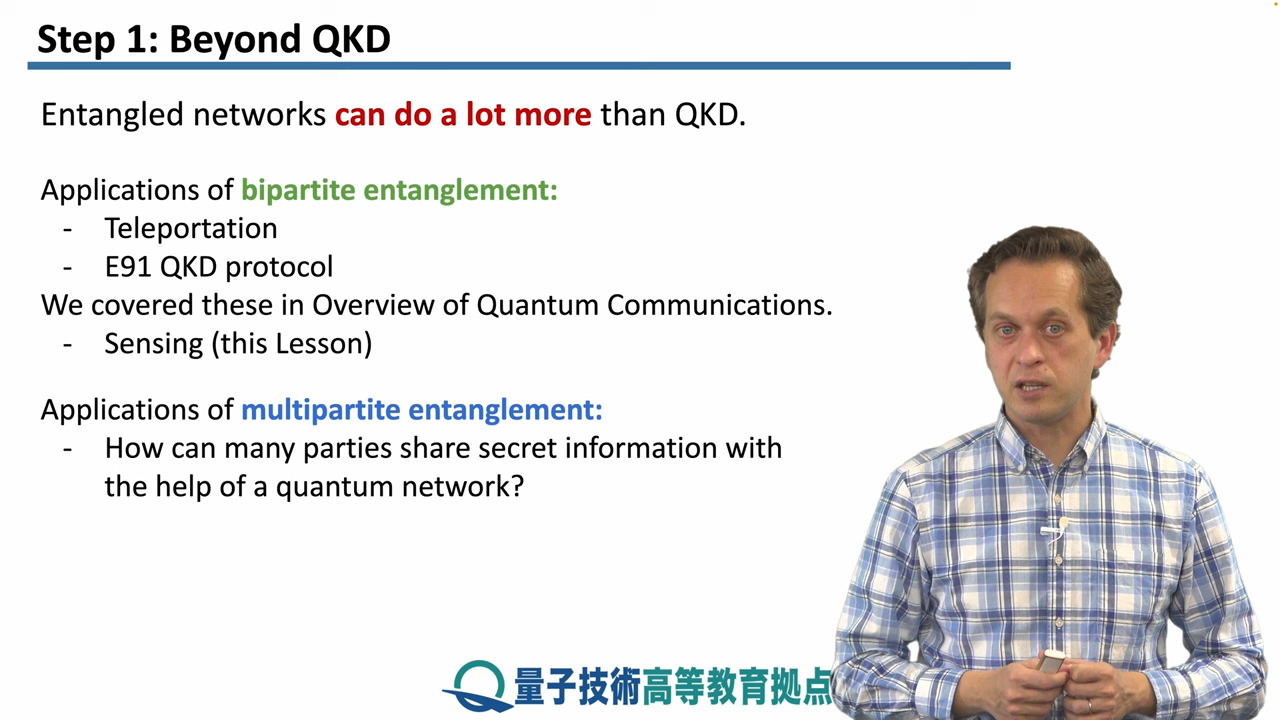 Step 1: Beyond QKD
Entangled networks can do a lot more than QKD.
Applications of bipartite entanglement:
- Teleportation
- E91 QKD protocol
We covered these in Overview of Quantum Communications.
- Sensing (this Lesson)
Applications of multipartite entanglement:
- How can many parties share secret information with
the help of a quantum network?
量子技術高等教育拠点